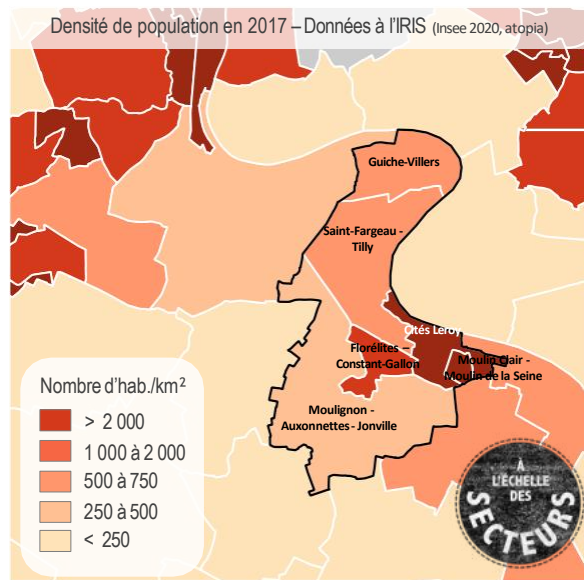 Densité de population en 2017 – Données à l'IRIS (Insee 2020, atopia)
Guiche-Villers
Saint-Fargeau -
Tilly
Cités Leroy
Florélites –
Constant-Gallon
Moulin Clair -
Moulin de la Seine
Moulignon -
Auxonnettes - Jonville
Nombre d'hab./km²
> 2 000
1 000 à 2 000
500 à 750
250 à 500
< 250
À
L'ÉCHELLE
DES
SECTEURS